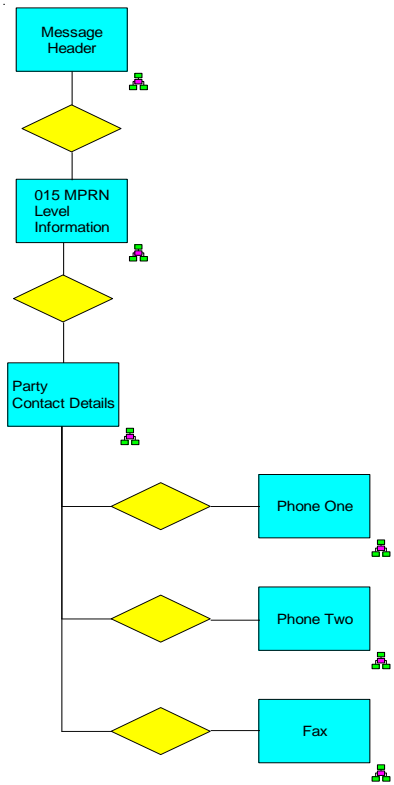 Message
Header
015 MPRN
Level
Information
Party
Contact Details
Phone One
Phone Two
Fax